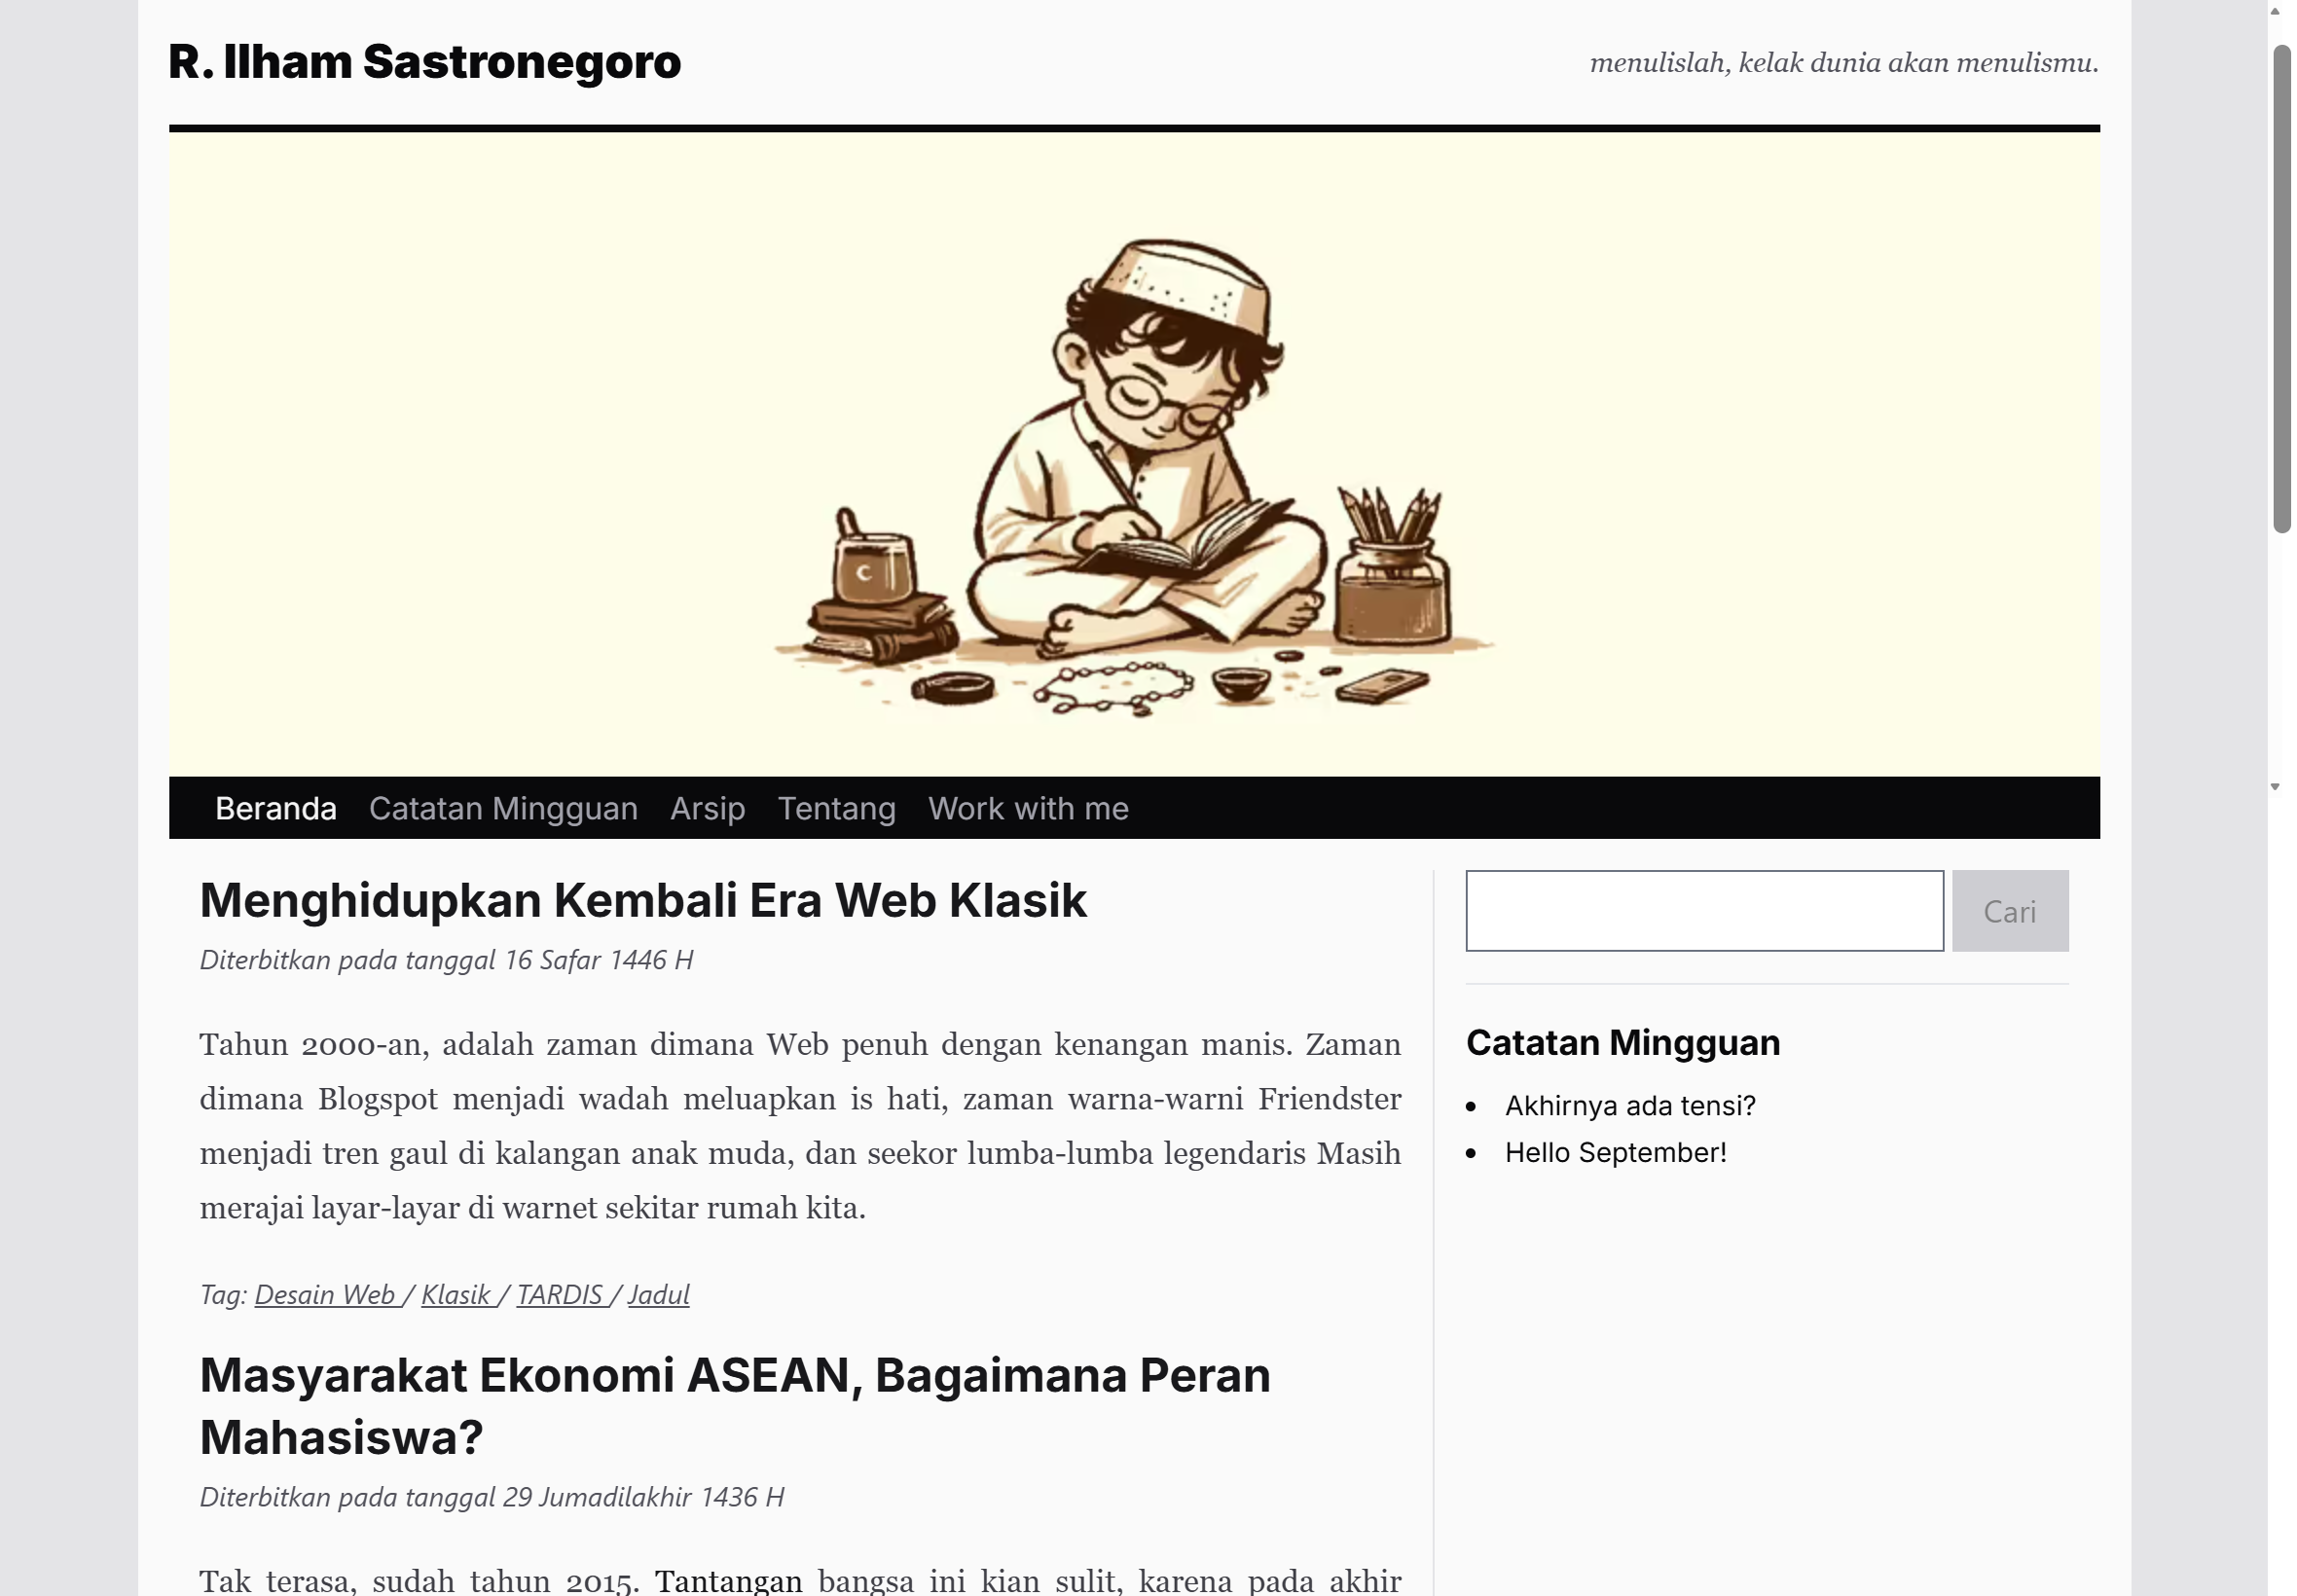 R. Ilham Sastronegoro
menulislah, kelak dunia akan menulismu.
Beranda Catatan Mingguan Arsip Tentang Work with me
Menghidupkan Kembali Era Web Klasik
Diterbitkan pada tanggal 16 Safar 1446 H
Tahun 2000-an, adalah zaman dimana Web penuh dengan kenangan manis. Zaman
dimana Blogspot menjadi wadah meluapkan is hati, zaman warna-warni Friendster
menjadi tren gaul di kalangan anak muda, dan seekor lumba-lumba legendaris Masih
merajai layar-layar di warnet sekitar rumah kita.
Tag: Desain Web / Klasik / TARDIS / Jadul
Masyarakat Ekonomi ASEAN, Bagaimana Peran
Mahasiswa?
Diterbitkan pada tanggal 29 Jumadilakhir 1436 H
Tak terasa, sudah tahun 2015. Tantangan bangsa ini kian sulit, karena pada akhir
Cari
Catatan Mingguan
Akhirnya ada tensi?
Hello September!